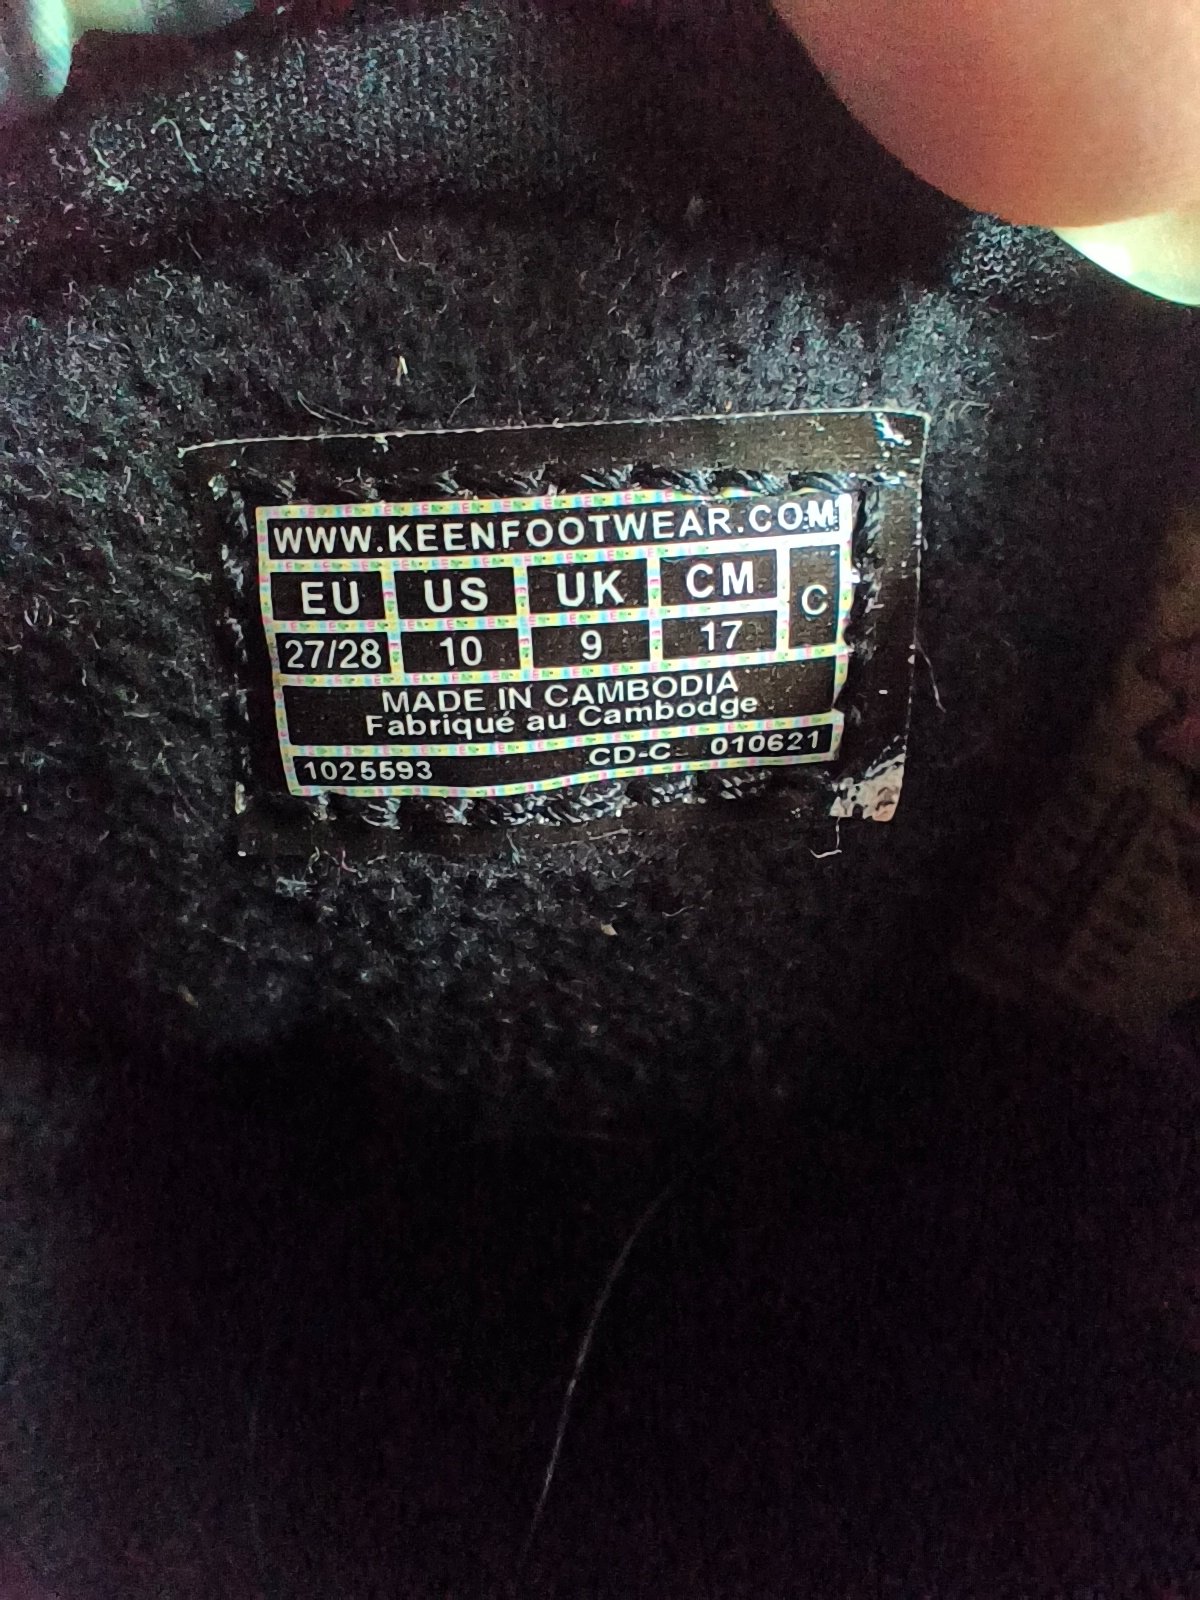 WWW.KEENFOOTWEAR.COM
EU US UK CM C
27/28 10 9 17
MADE IN CAMBODIA
Fabriqué au Cambodge
1025593 CD-C 010621